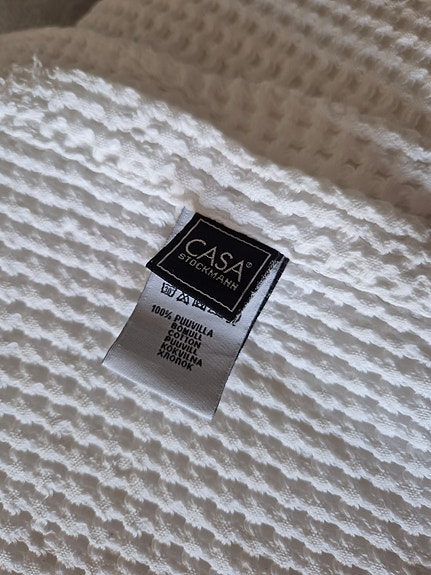 CASA®
STOCKMANN
100% PUUVILLA
BOMULL
COTTON
PUUVILL
KOKVILNA
ХЛОПОК